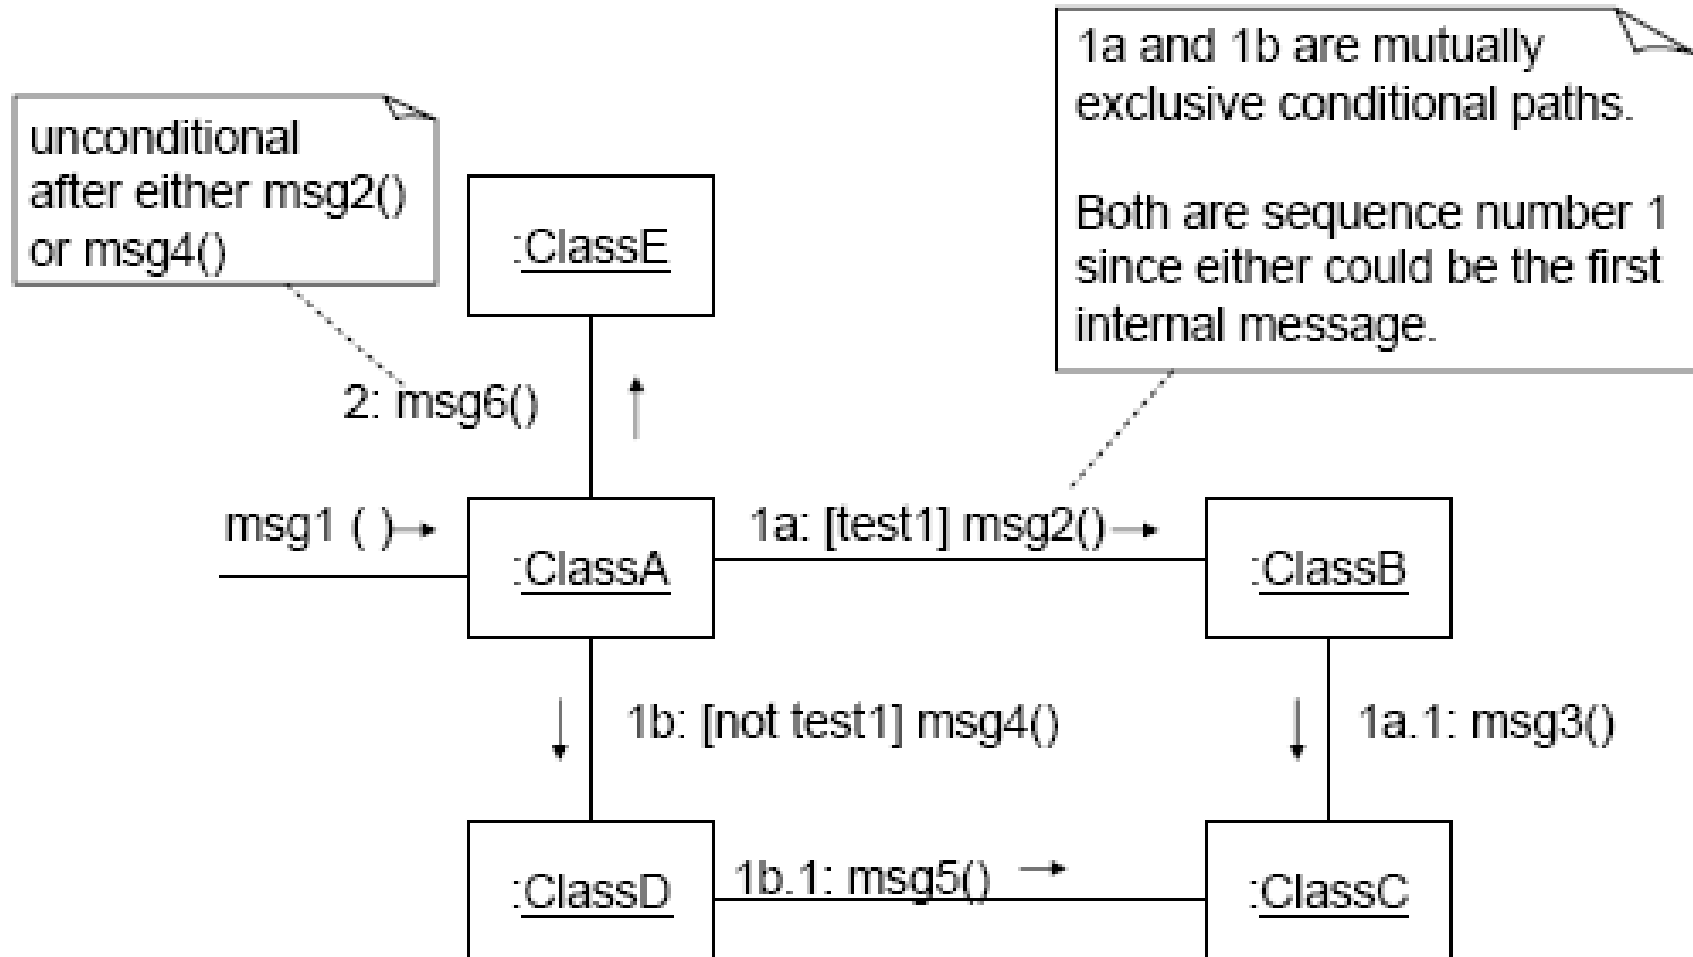 1a and 1b are mutually
exclusive conditional paths.
Both are sequence number 1
since either could be the first
internal message.
unconditional
after either msg2()
or msg4()
:ClassE
2: msg6()
msg1 ( )
1a: [test1] msg2()
:ClassA
:ClassB
1b: [not test1] msg4()
1a.1: msg3()
:ClassD
1b.1: msg5()
:ClassC